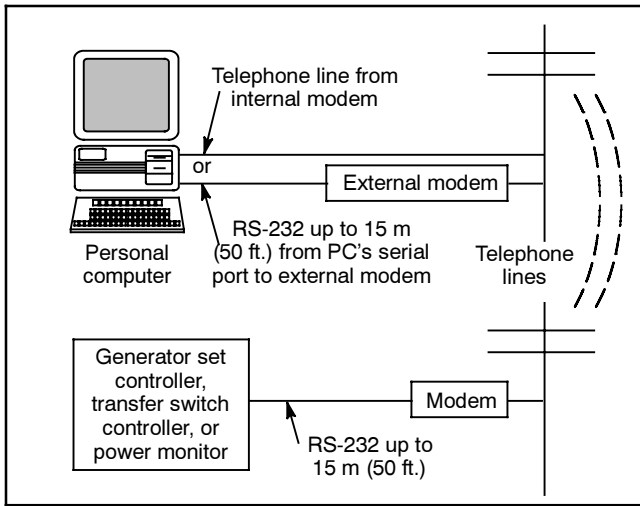 Telephone line from
internal modem
or
External modem
RS-232 up to 15 m
(50 ft.) from PC's serial
port to external modem
Personal
computer
Telephone
lines
Generator set
controller,
transfer switch
controller, or
power monitor
Modem
RS-232 up to
15 m (50 ft.)